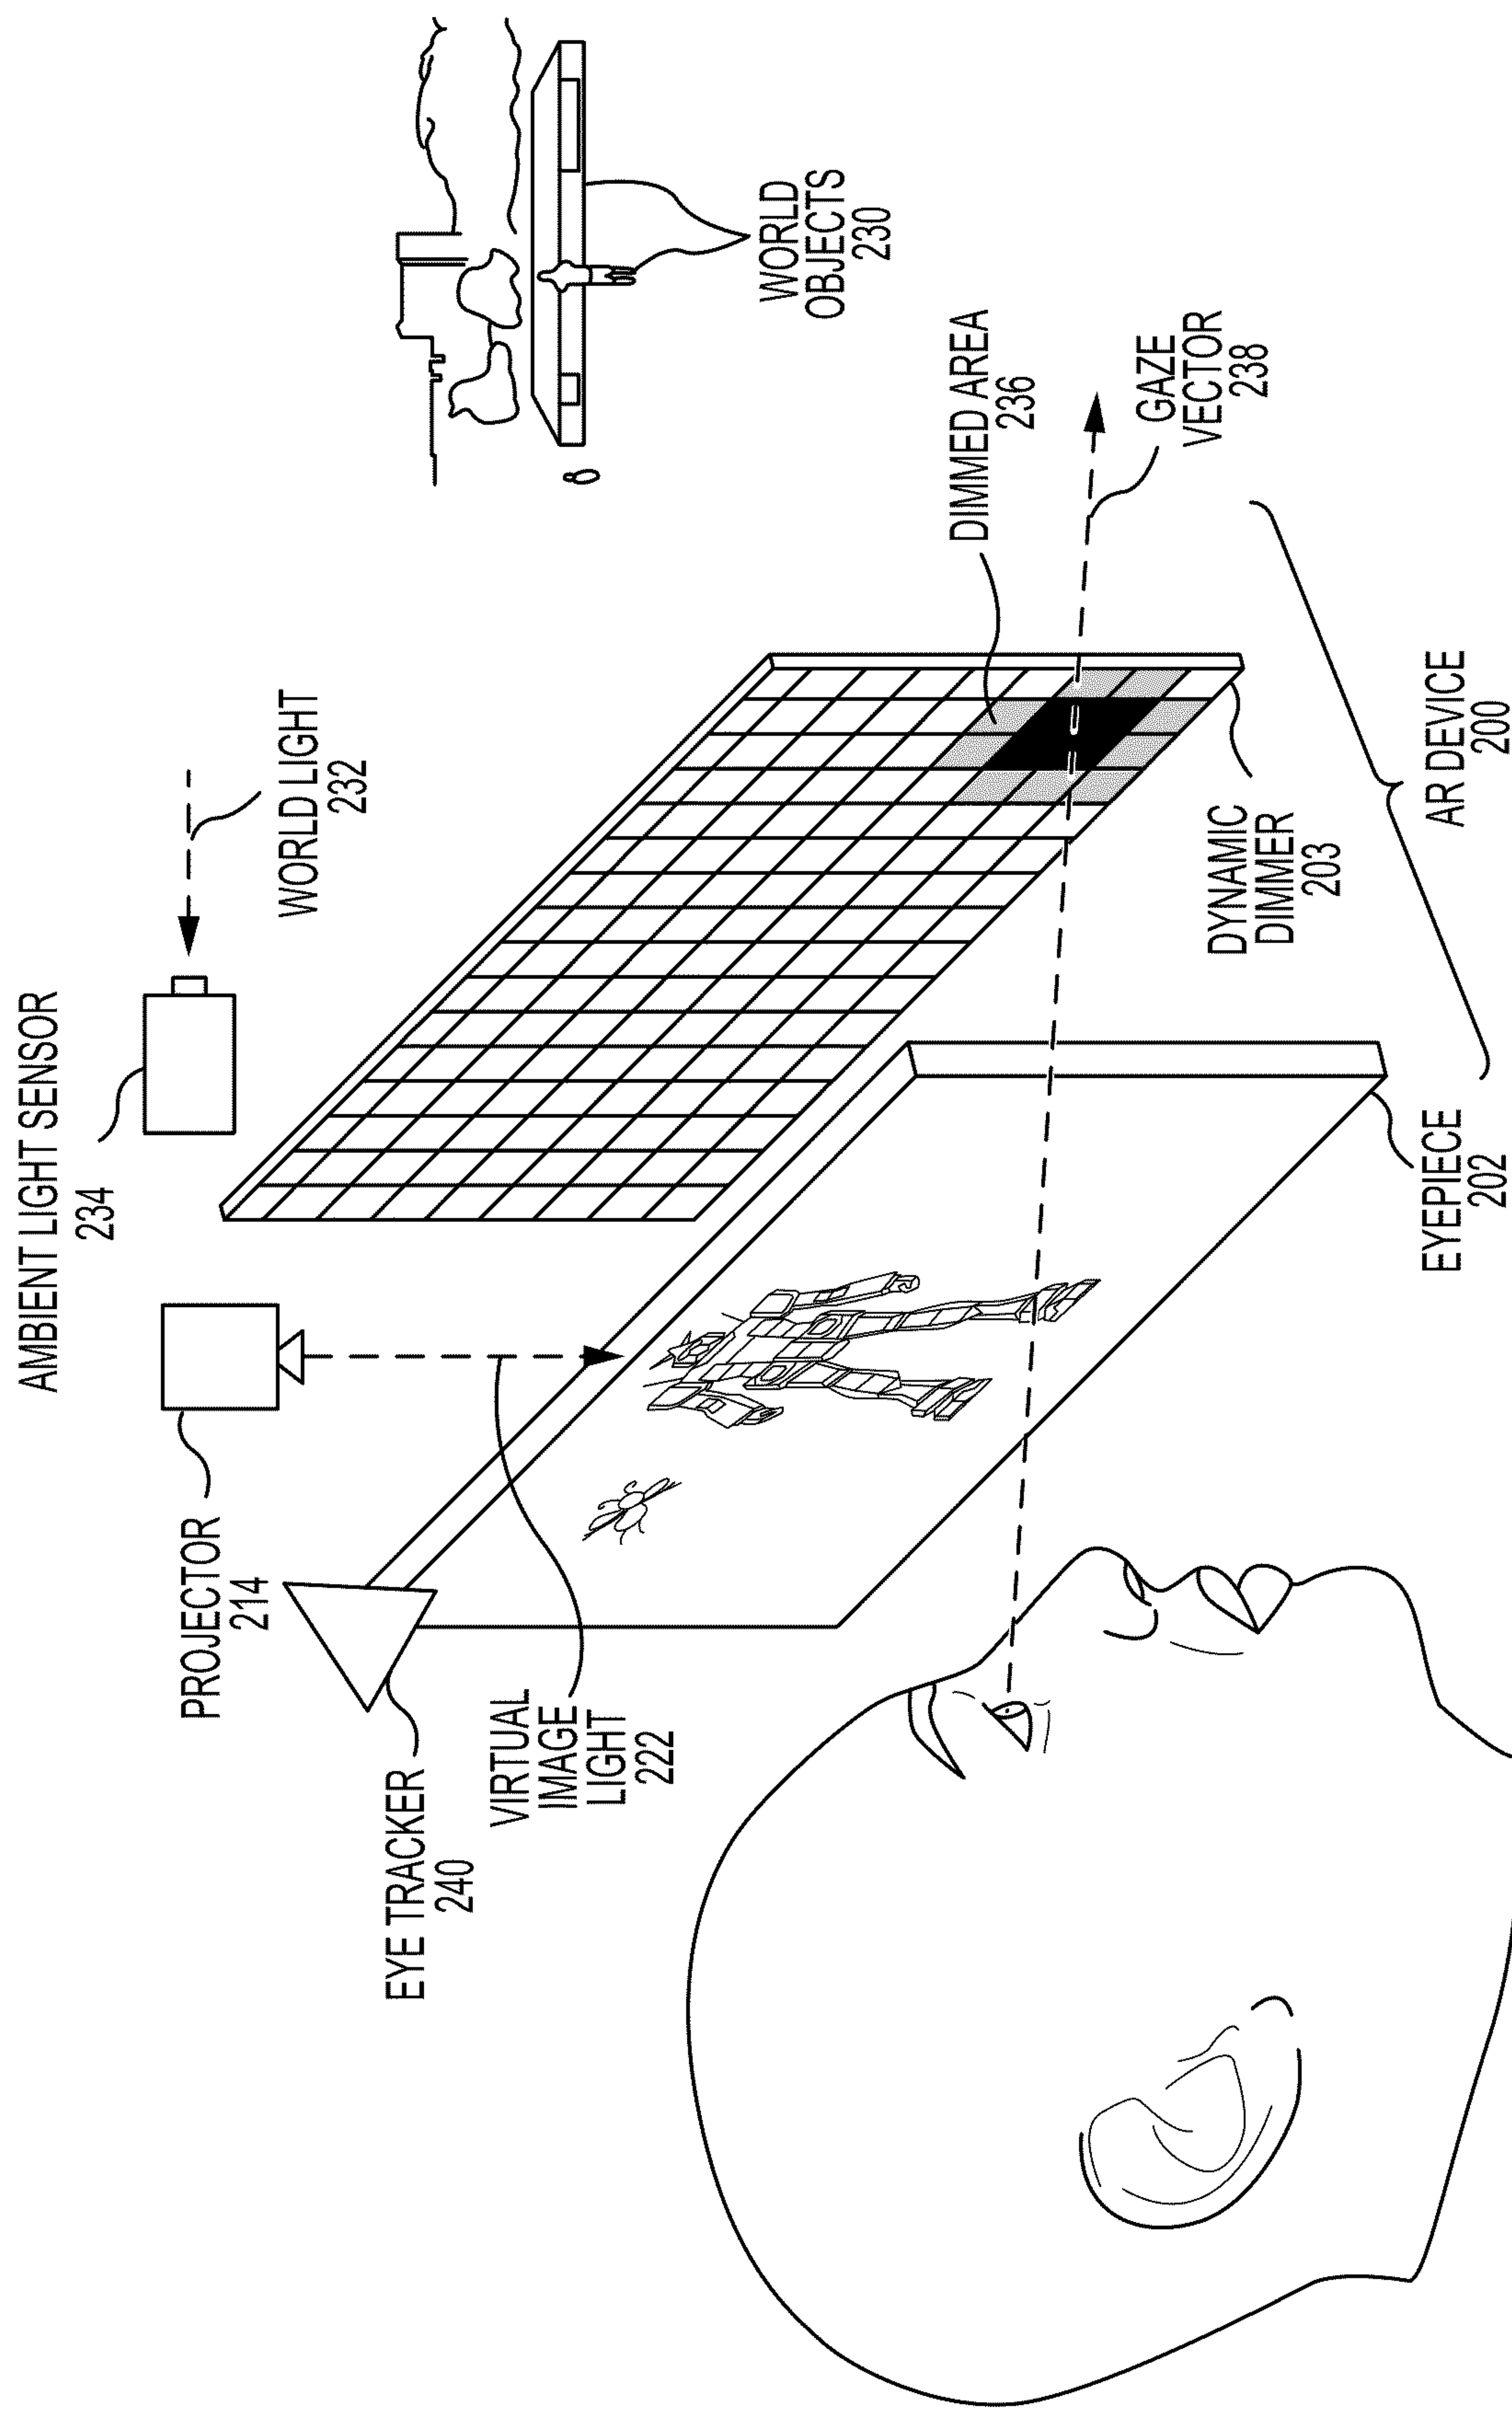 AMBIENT LIGHT SENSOR
234
PROJECTOR
214
EYE TRACKER
240
VIRTUAL
IMAGE
LIGHT
222
WORLD LIGHT
232
WORLD
OBJECTS
230
DIMMED AREA
236
GAZE
VECTOR
238
DYNAMIC
DIMMER
203
EYEPIECE
202
AR DEVICE
200